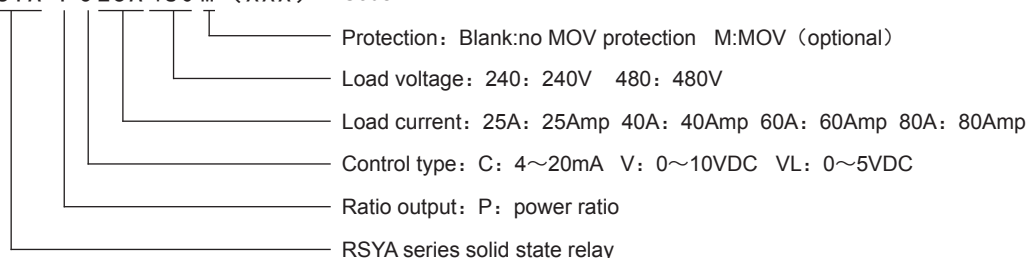 Protection：Blank:no MOV protection M:MOV（optional）
Load voltage：240：240V 480：480V
Load current：25A：25Amp 40A：40Amp 60A：60Amp 80A：80Amp
Control type：C：4～20mA V：0～10VDC VL：0～5VDC
Ratio output：P：power ratio
RSYA series solid state relay